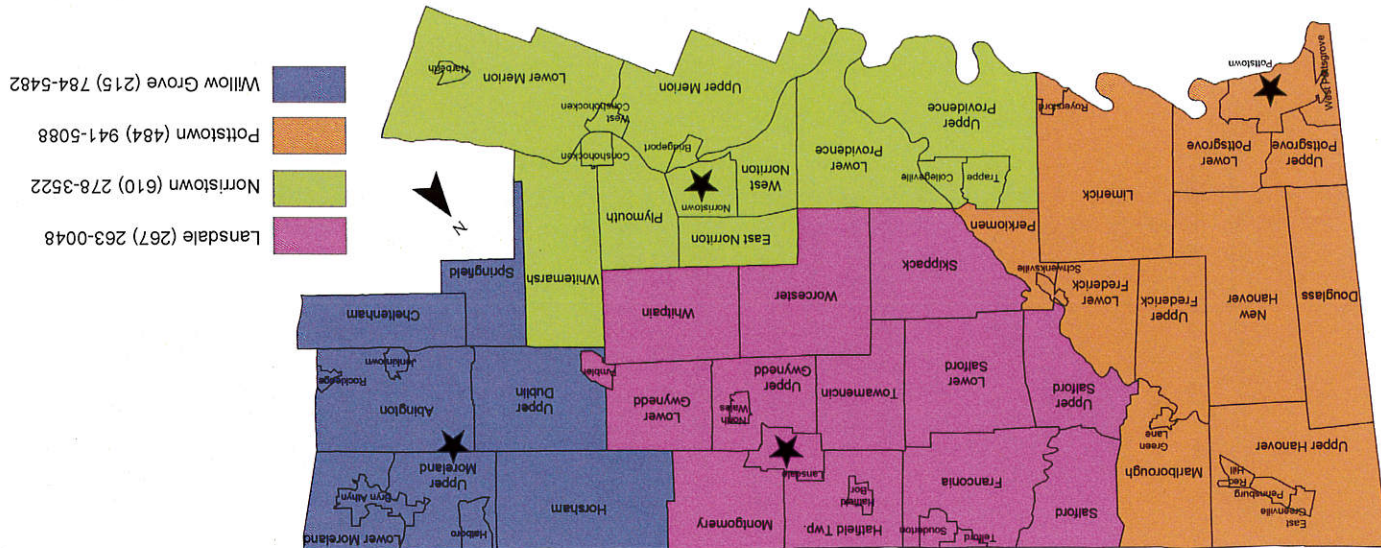 West Pottsgrove
Pottstown
Upper
Pottsgrove
Lower
Pottsgrove
Royersford
Limerick
Upper
Providence
Lower
Providence
Trappe
Collegeville
Upper Merion
Bridgeport
West
Conshohocken
Conshohocken
Lower Merion
Narberth
West
Norriton
Norristown
East Norriton
Plymouth
Whitemarsh
Springfield
Cheltenham
Douglass
New
Hanover
Upper
Frederick
Lower
Frederick
Schwenksville
Perkiomen
Skippack
Worcester
Whitpain
Upper
Salford
Lower
Salford
Towamencin
Upper
Gwynedd
North
Wales
Lower
Gwynedd
Ambler
Upper
Dublin
Abington
Jenkintown
Rockledge
Upper Hanover
East
Greenville
Pennsburg
Red
Hill
Marlborough
Green
Lane
Salford
Franconia
Telford
Souderton
Hatfield Twp.
Hatfield
Bor.
Lansdale
Montgomery
Horsham
Upper
Moreland
Hatboro
Bryn Athyn
Lower Moreland
N
Willow Grove (215) 784-5482
Pottstown (484) 941-5088
Norristown (610) 278-3522
Lansdale (267) 263-0048